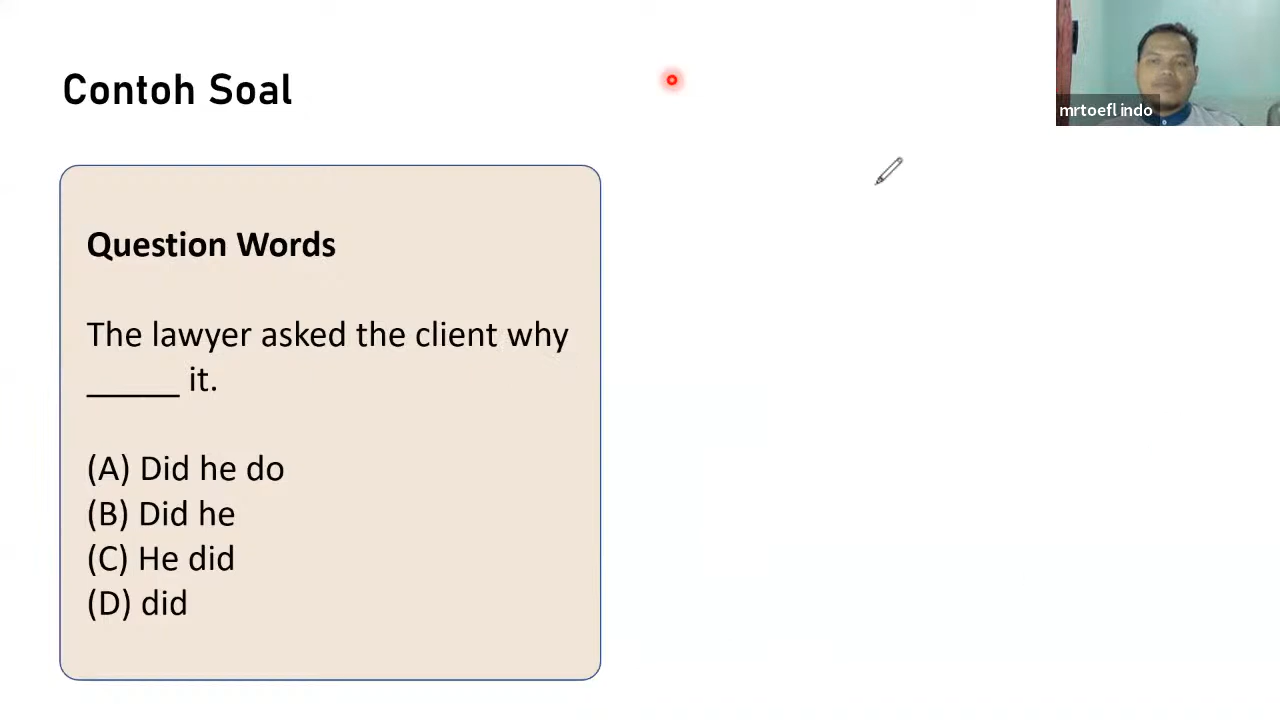 Contoh Soal
mrtoefl indo
Question Words
The lawyer asked the client why
_____ it.
(A) Did he do
(B) Did he
(C) He did
(D) did